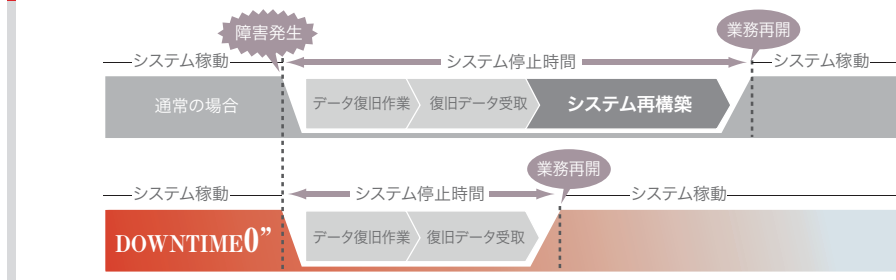 障害発生
業務再開
システム稼動
システム停止時間
システム稼動
通常の場合
データ復旧作業
復旧データ受取
システム再構築
業務再開
システム稼動
システム停止時間
システム稼動
DOWNTIME0”
データ復旧作業
復旧データ受取